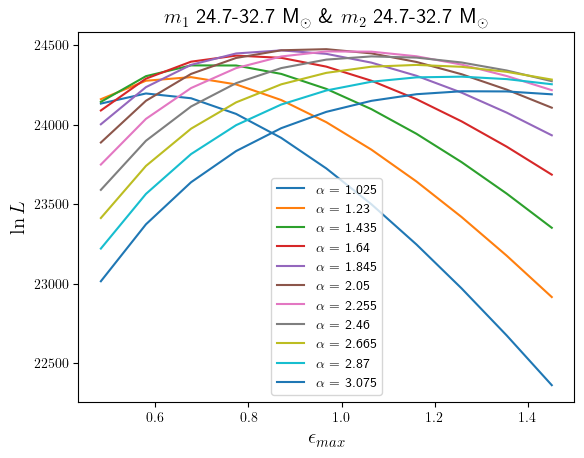 m₁ 24.7-32.7 M⊙ & m₂ 24.7-32.7 M⊙
24500
24000
23500
23000
22500
ln L
0.6 0.8 1.0 1.2 1.4
ϵmax
α = 1.025
α = 1.23
α = 1.435
α = 1.64
α = 1.845
α = 2.05
α = 2.255
α = 2.46
α = 2.665
α = 2.87
α = 3.075